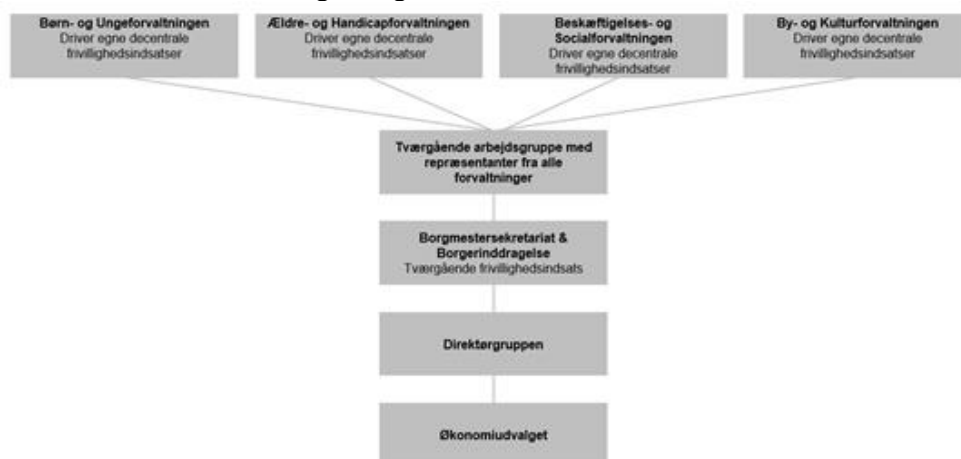 Børn- og Ungeforvaltningen
Driver egne decentrale
frivillighedsindsatser
Ældre- og Handicapforvaltningen
Driver egne decentrale
frivillighedsindsatser
Beskæftigelses- og
Socialforvaltningen
Driver egne decentrale
frivillighedsindsatser
By- og Kulturforvaltningen
Driver egne decentrale
frivillighedsindsatser
Tværgående arbejdsgruppe med
repræsentanter fra alle
forvaltninger
Borgmestersekretariat &
Borgerinddragelse
Tværgående frivillighedsindsats
Direktørgruppen
Økonomiudvalget